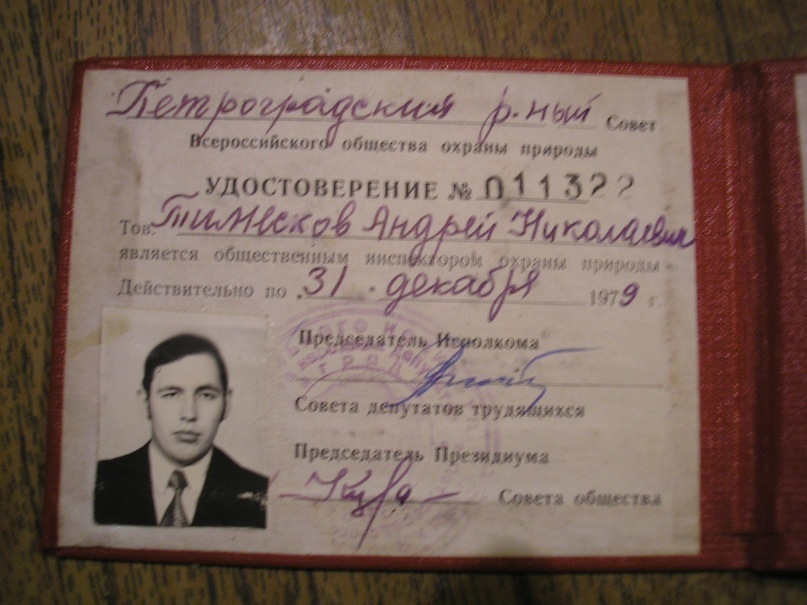 Петроградский р-ный Совет
Всероссийского общества охраны природы
УДОСТОВЕРЕНИЕ № 011322
Тов. Тимесков Андрей Николаевич
является общественным инспектором охраны природы
Действительно по „31" декабря 1979 г.
Председатель Исполкома
Совета депутатов трудящихся
Председатель Президиума
Совета общества